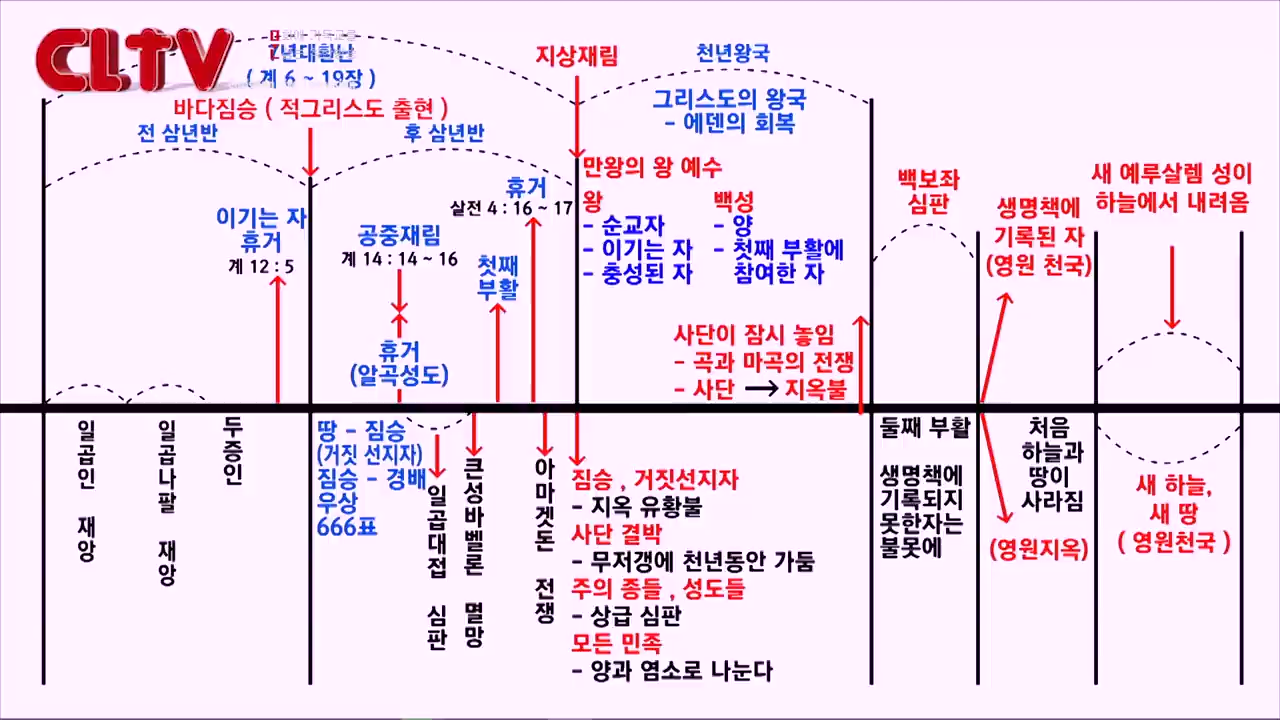 CLTV
7년대환난
( 계 6 ~ 19장 )
바다짐승 ( 적그리스도 출현 )
전 삼년반
후 삼년반
지상재림
천년왕국
그리스도의 왕국
- 에덴의 회복
이기는 자
휴거
계 12 : 5
공중재림
계 14 : 14 ~ 16
휴거
(알곡성도)
첫째
부활
휴거
살전 4 : 16 ~ 17
만왕의 왕 예수
왕
- 순교자
- 이기는 자
- 충성된 자
백성
- 양
- 첫째 부활에
참여한 자
사단이 잠시 놓임
- 곡과 마곡의 전쟁
- 사단 → 지옥불
백보좌
심판
생명책에
기록된 자
(영원 천국)
새 예루살렘 성이
하늘에서 내려옴
일곱인 재앙
일곱나팔 재앙
두증인
땅 - 짐승
(거짓 선지자)
짐승 - 경배
우상
666표
일곱대접 심판
큰성바벨론 멸망
아마겟돈 전쟁
짐승 , 거짓선지자
- 지옥 유황불
사단 결박
- 무저갱에 천년동안 가둠
주의 종들 , 성도들
- 상급 심판
모든 민족
- 양과 염소로 나눈다
둘째 부활
생명책에
기록되지
못한자는
불못에
(영원지옥)
처음
하늘과
땅이
사라짐
새 하늘,
새 땅
( 영원천국 )